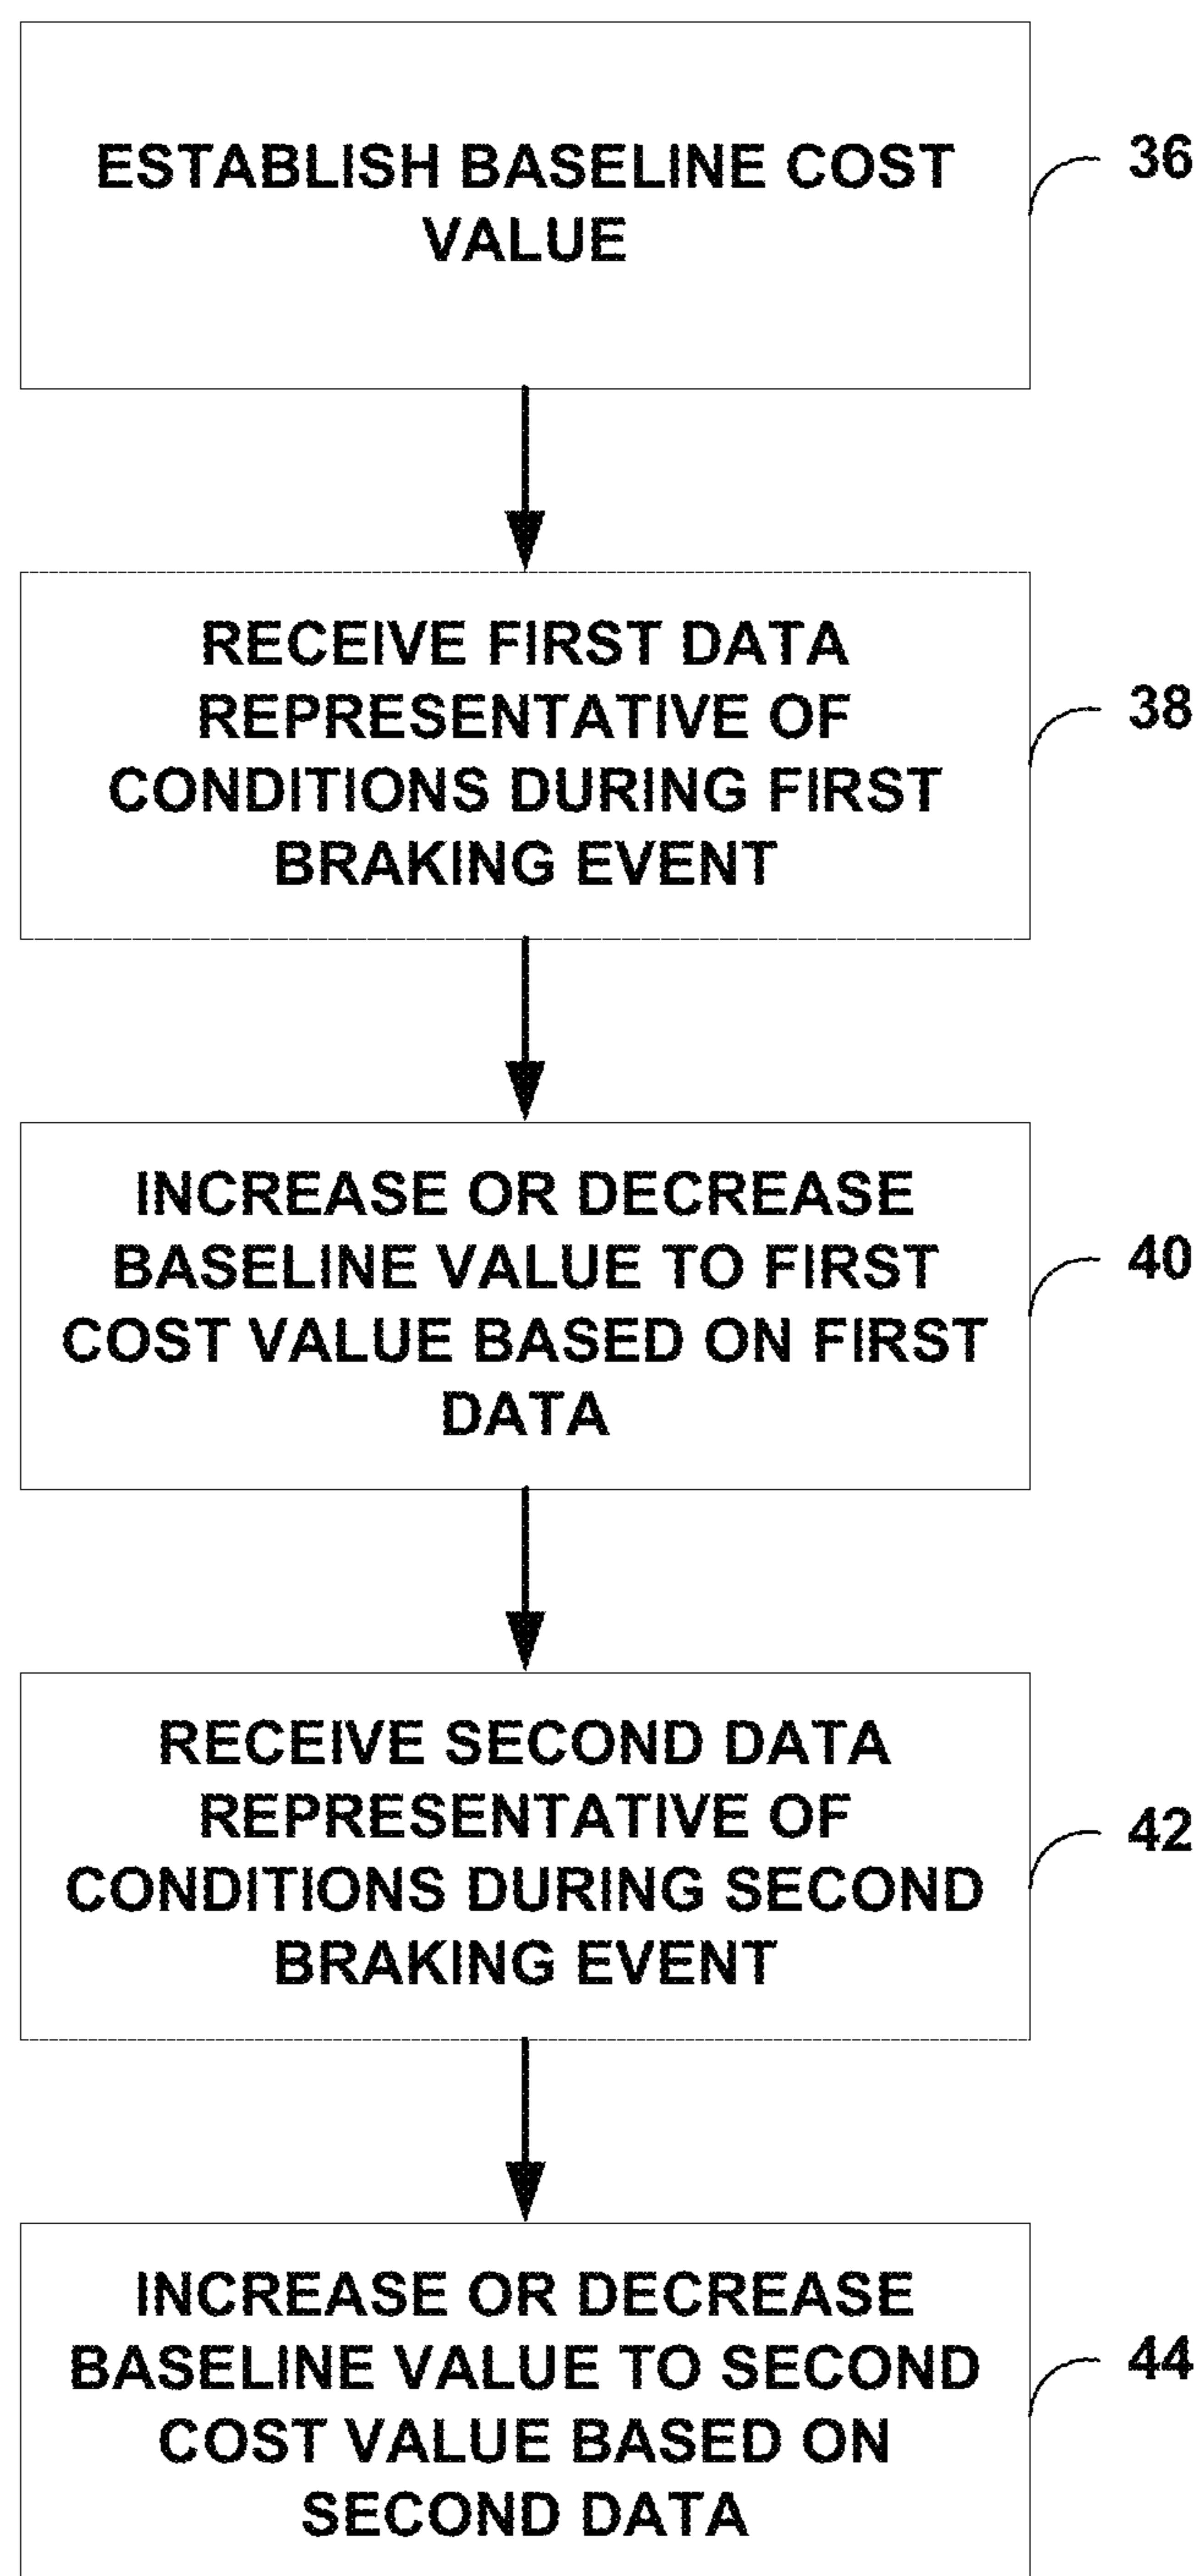 ESTABLISH BASELINE COST
VALUE
36
RECEIVE FIRST DATA
REPRESENTATIVE OF
CONDITIONS DURING FIRST
BRAKING EVENT
38
INCREASE OR DECREASE
BASELINE VALUE TO FIRST
COST VALUE BASED ON FIRST
DATA
40
RECEIVE SECOND DATA
REPRESENTATIVE OF
CONDITIONS DURING SECOND
BRAKING EVENT
42
INCREASE OR DECREASE
BASELINE VALUE TO SECOND
COST VALUE BASED ON
SECOND DATA
44